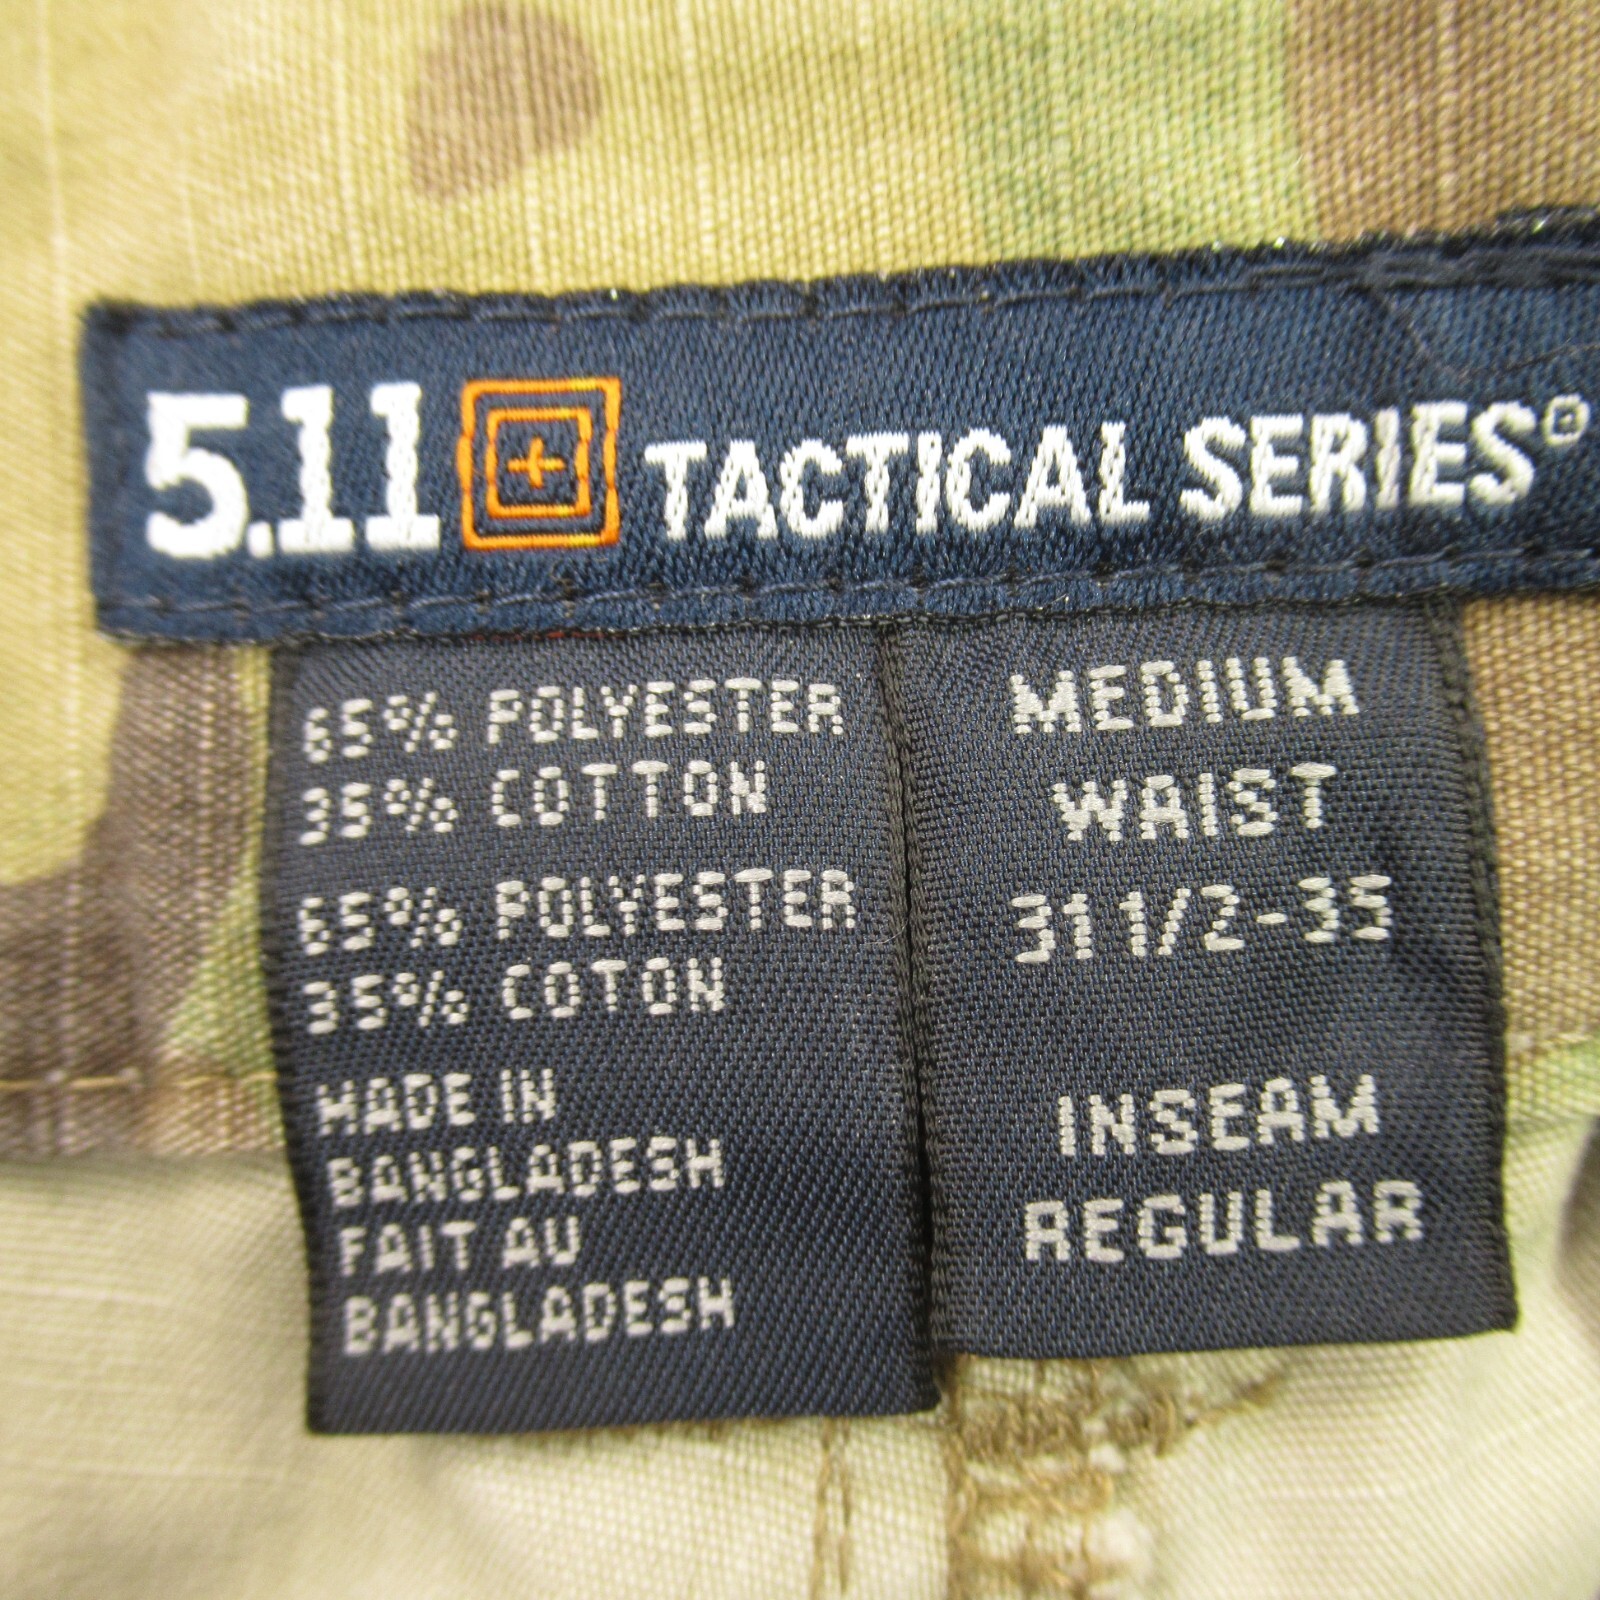 5.11 TACTICAL SERIES®
65% POLYESTER
35% COTTON
65% POLYESTER
35% COTON
MADE IN
BANGLADESH
FAIT AU
BANGLADESH
MEDIUM
WAIST
31 1/2-35
INSEAM
REGULAR